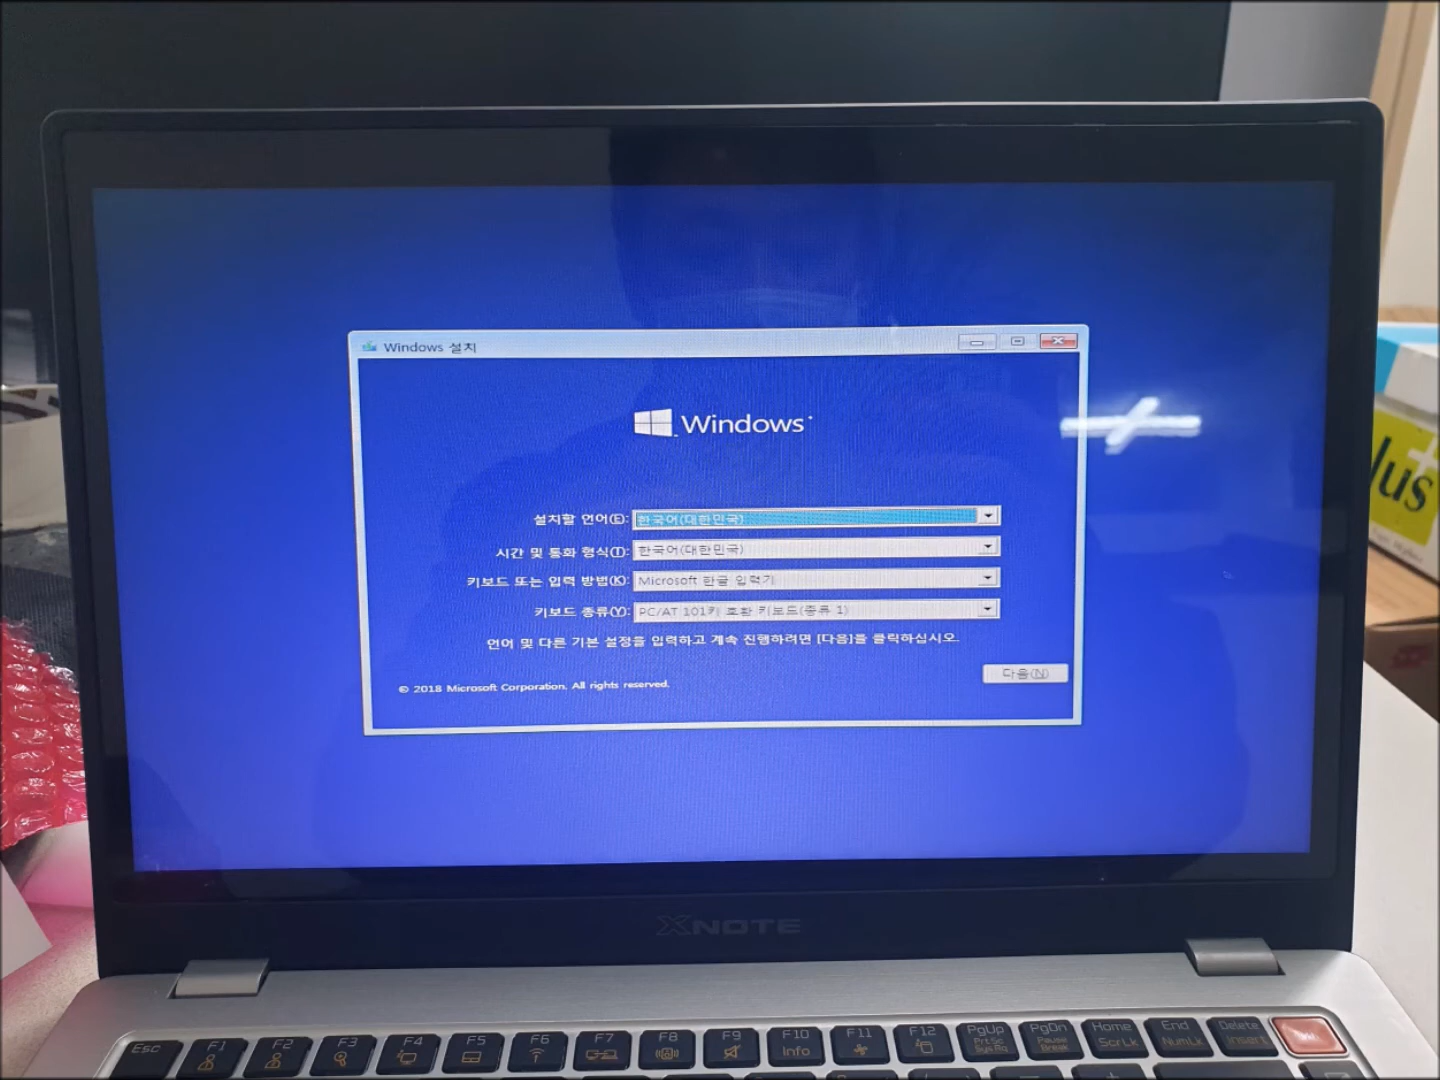 Windows 설치
Windows
설치할 언어(E): 한국어(대한민국)
시간 및 통화 형식(T): 한국어(대한민국)
키보드 또는 입력 방법(K): Microsoft 한글 입력기
키보드 종류(Y): PC/AT 101키 호환 키보드(종류 1)
언어 및 다른 기본 설정을 입력하고 계속 진행하려면 [다음]를 클릭하십시오.
다음(N)
© 2018 Microsoft Corporation. All rights reserved.
lus+
XNOTE
Esc F1 F2 F3 F4 F5 F6 F7 F8 F9 F10 F11 F12 PgUp PgDn Home End Delete
Info PrtSc Pause ScrLk NumLk Insert
SysRq Break